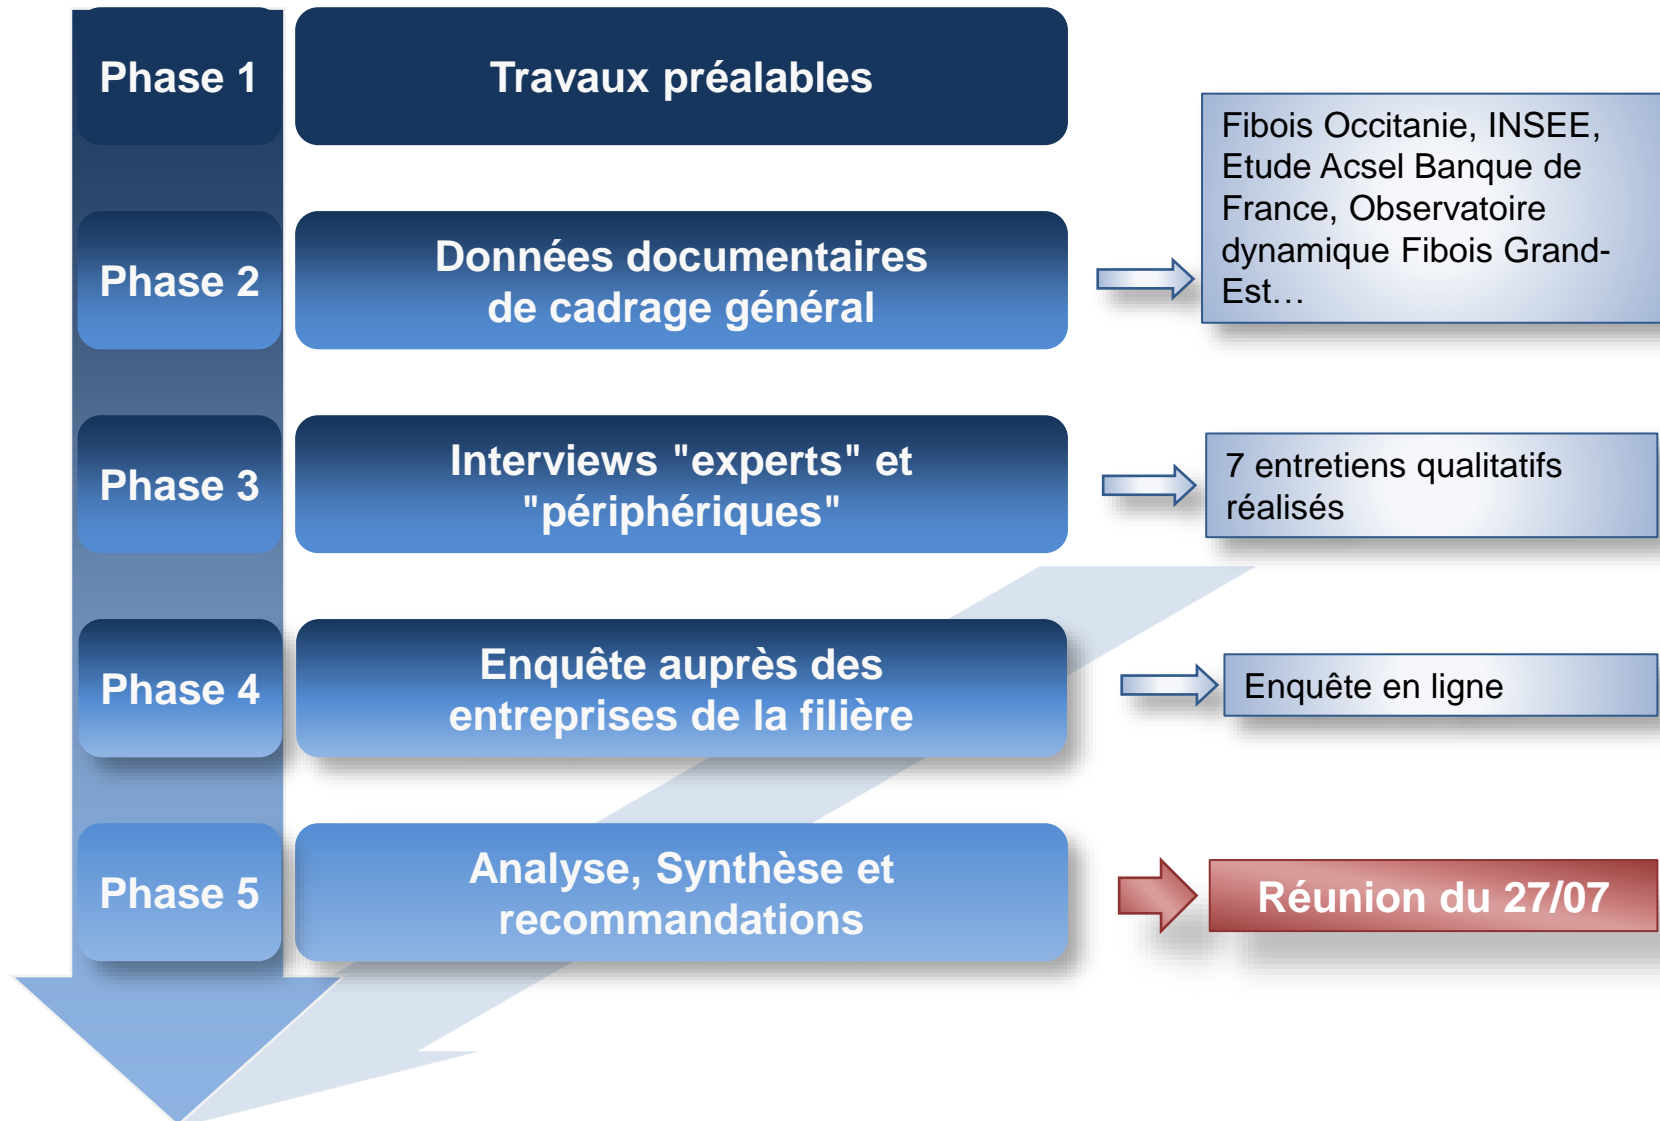 Phase 1
Travaux préalables
Phase 2
Données documentaires
de cadrage général
Fibois Occitanie, INSEE,
Etude Acsel Banque de
France, Observatoire
dynamique Fibois Grand-
Est…
Phase 3
Interviews "experts" et
"périphériques"
7 entretiens qualitatifs
réalisés
Phase 4
Enquête auprès des
entreprises de la filière
Enquête en ligne
Phase 5
Analyse, Synthèse et
recommandations
Réunion du 27/07